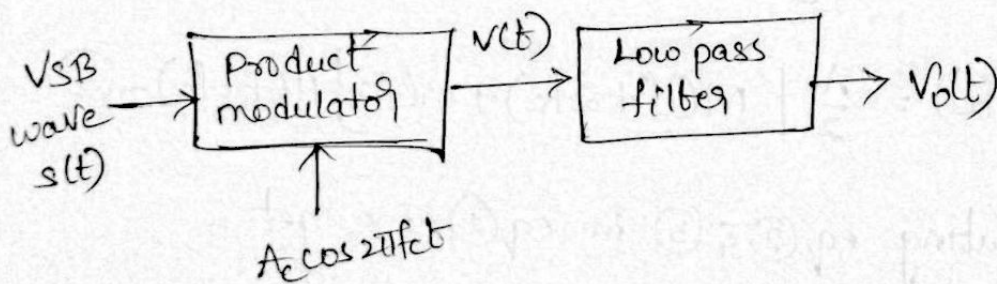 VSB
wave
s(t)
product
modulator
v(t)
Low pass
filter
Vo(t)
Ac cos 2πfct